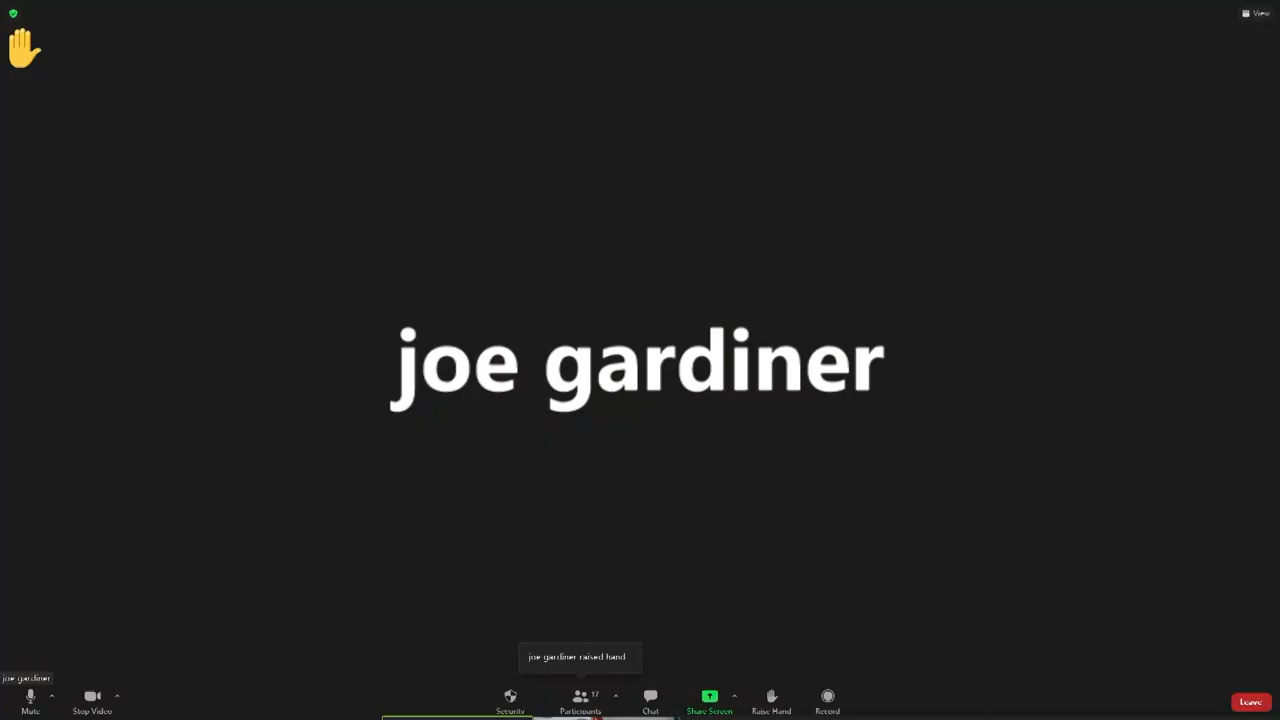 View
joe gardiner
joe gardiner raised hand
joe gardiner
17
Mute
Stop Video
Security
Participants
Chat
Share Screen
Raise Hand
Record
Leave